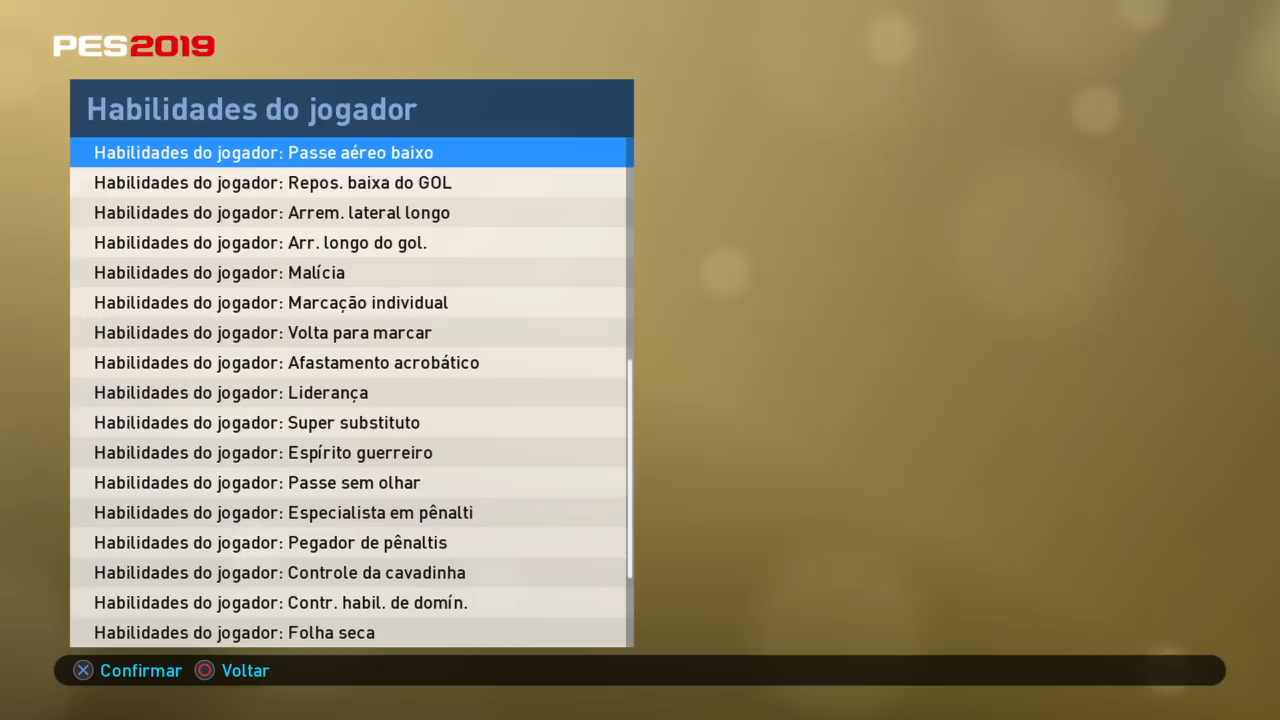 PES2019
Habilidades do jogador
Habilidades do jogador: Passe aéreo baixo
Habilidades do jogador: Repos. baixa do GOL
Habilidades do jogador: Arrem. lateral longo
Habilidades do jogador: Arr. longo do gol.
Habilidades do jogador: Malícia
Habilidades do jogador: Marcação individual
Habilidades do jogador: Volta para marcar
Habilidades do jogador: Afastamento acrobático
Habilidades do jogador: Liderança
Habilidades do jogador: Super substituto
Habilidades do jogador: Espírito guerreiro
Habilidades do jogador: Passe sem olhar
Habilidades do jogador: Especialista em pênalti
Habilidades do jogador: Pegador de pênaltis
Habilidades do jogador: Controle da cavadinha
Habilidades do jogador: Contr. habil. de domín.
Habilidades do jogador: Folha seca
Confirmar Voltar